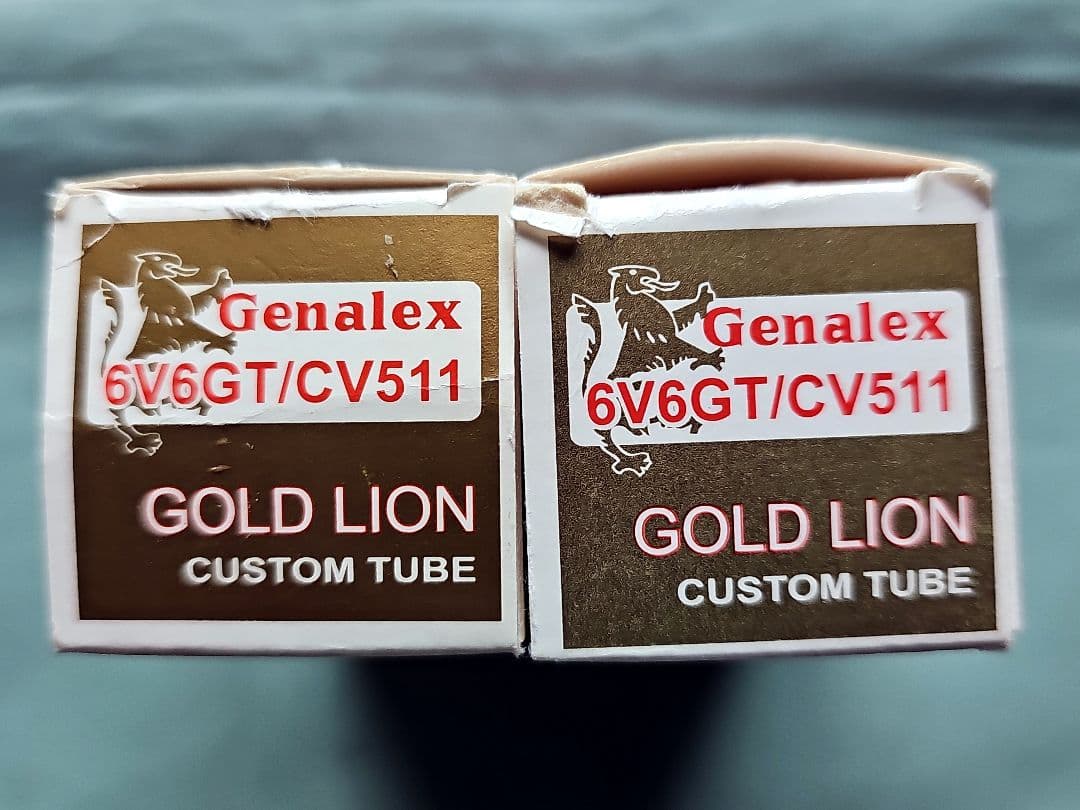 Genalex
6V6GT/CV511
GOLD LION
CUSTOM TUBE
Genalex
6V6GT/CV511
GOLD LION
CUSTOM TUBE